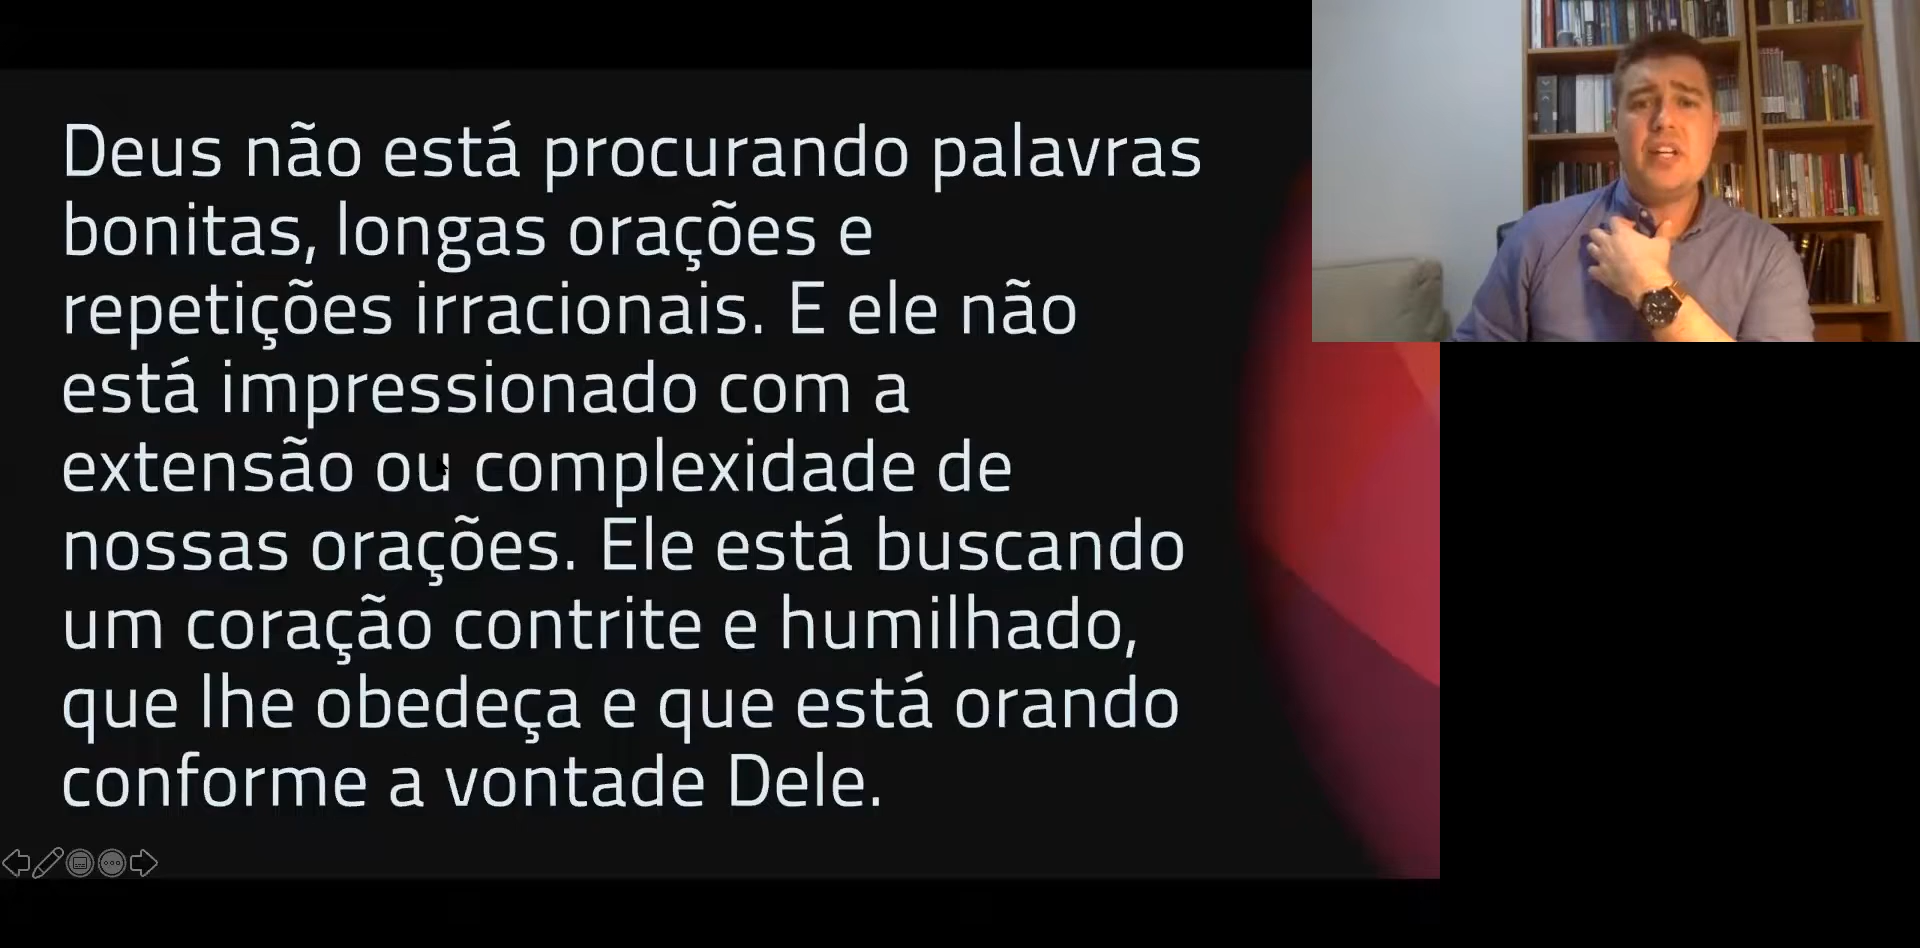 Deus não está procurando palavras
bonitas, longas orações e
repetições irracionais. E ele não
está impressionado com a
extensão ou complexidade de
nossas orações. Ele está buscando
um coração contrite e humilhado,
que lhe obedeça e que está orando
conforme a vontade Dele.